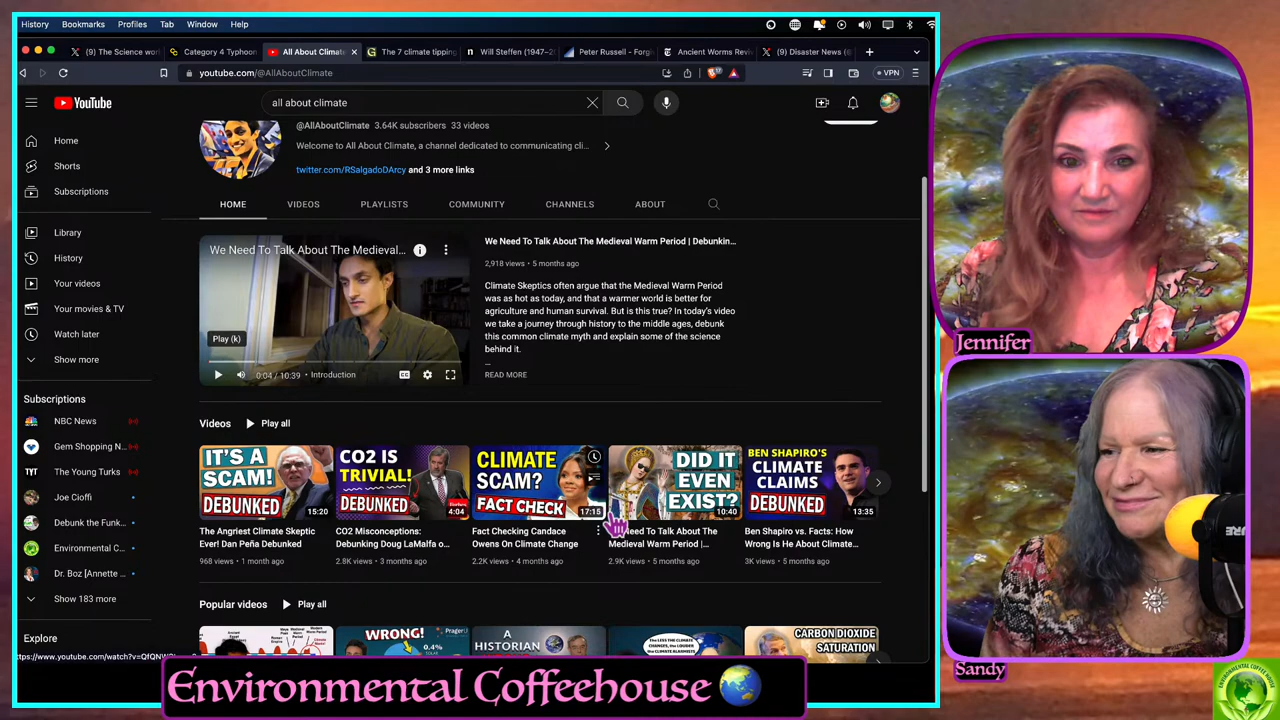 History Bookmarks Profiles Tab Window Help
(9) The Science wor
Category 4 Typhoon
All About Climate
The 7 climate tipping
Will Steffen (1947–2
Peter Russell - Forgi
Ancient Worms Revi
(9) Disaster News (@
youtube.com/@AllAboutClimate
VPN
YouTube
all about climate
@AllAboutClimate 3.64K subscribers 33 videos
Welcome to All About Climate, a channel dedicated to communicating cli...
twitter.com/RSalgadoDArcy and 3 more links
HOME VIDEOS PLAYLISTS COMMUNITY CHANNELS ABOUT
Home
Shorts
Subscriptions
Library
History
Your videos
Your movies & TV
Watch later
Show more
Subscriptions
NBC News
Gem Shopping N...
The Young Turks
Joe Cioffi
Debunk the Funk...
Environmental C...
Dr. Boz [Annette ...
Show 183 more
Explore
https://www.youtube.com/watch?v=QfQNW
We Need To Talk About The Medieval...
Play (k)
0:04 / 10:39 · Introduction
We Need To Talk About The Medieval Warm Period | Debunkin...
2,918 views • 5 months ago
Climate Skeptics often argue that the Medieval Warm Period
was as hot as today, and that a warmer world is better for
agriculture and human survival. But is this true? In today's video
we take a journey through history to the middle ages, debunk
this common climate myth and explain some of the science
behind it.
...
READ MORE
Videos Play all
IT'S A
SCAM!
DEBUNKED
15:20
The Angriest Climate Skeptic
Ever! Dan Peña Debunked
968 views • 1 month ago
CO2 IS
TRIVIAL!
DEBUNKED
4:04
CO2 Misconceptions:
Debunking Doug LaMalfa o...
2.8K views • 3 months ago
CLIMATE
SCAM?
FACT CHECK
17:15
Fact Checking Candace
Owens On Climate Change
2.2K views • 4 months ago
DID IT
EVEN
EXIST?
10:40
Need To Talk About The
Medieval Warm Period |...
2.9K views • 5 months ago
BEN SHAPIRO'S
CLIMATE
CLAIMS
DEBUNKED
13:35
Ben Shapiro vs. Facts: How
Wrong Is He About Climate...
3K views • 5 months ago
Popular videos Play all
WRONG!
0.4%
PragerU
A
HISTORIAN
CARBON DIOXIDE
SATURATION
Jennifer
Sandy
Environmental Coffeehouse